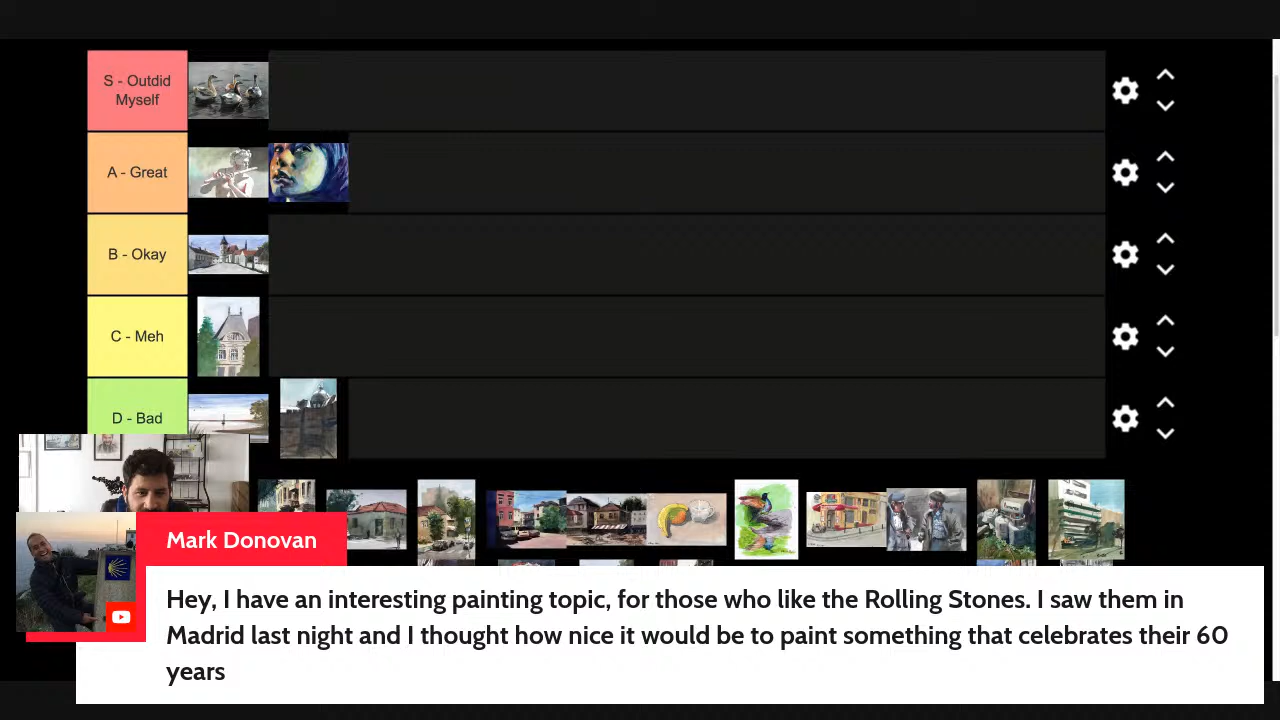 S - Outdid
Myself
A - Great
B - Okay
C - Meh
D - Bad
Mark Donovan
Hey, I have an interesting painting topic, for those who like the Rolling Stones. I saw them in
Madrid last night and I thought how nice it would be to paint something that celebrates their 60
years